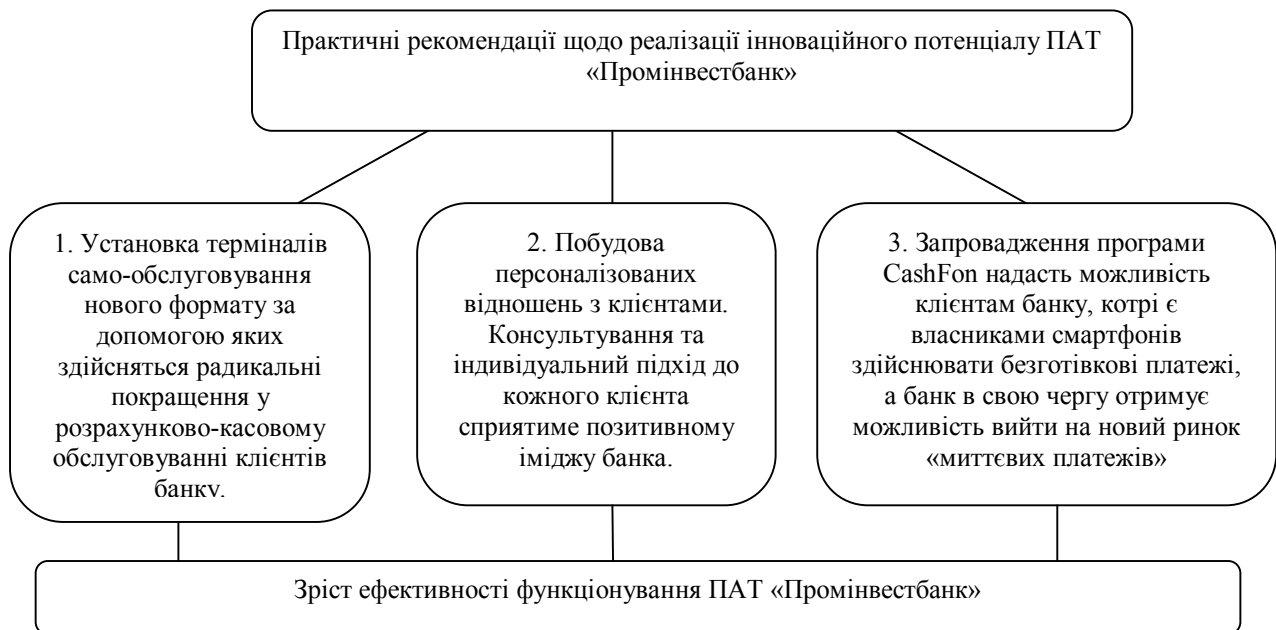 Практичні рекомендації щодо реалізації інноваційного потенціалу ПАТ
«Промінвестбанк»
1. Установка терміналів
само-обслуговування
нового формату за
допомогою яких
здійсняться радикальні
покращення у
розрахунково-касовому
обслуговуванні клієнтів
банку.
2. Побудова
персоналізованих
відношень з клієнтами.
Консультування та
індивідуальний підхід до
кожного клієнта
сприятиме позитивному
іміджу банка.
3. Запровадження програми
CashFon надасть можливість
клієнтам банку, котрі є
власниками смартфонів
здійснювати безготівкові платежі,
а банк в свою чергу отримує
можливість вийти на новий ринок
«миттєвих платежів»
Зріст ефективності функціонування ПАТ «Промінвестбанк»